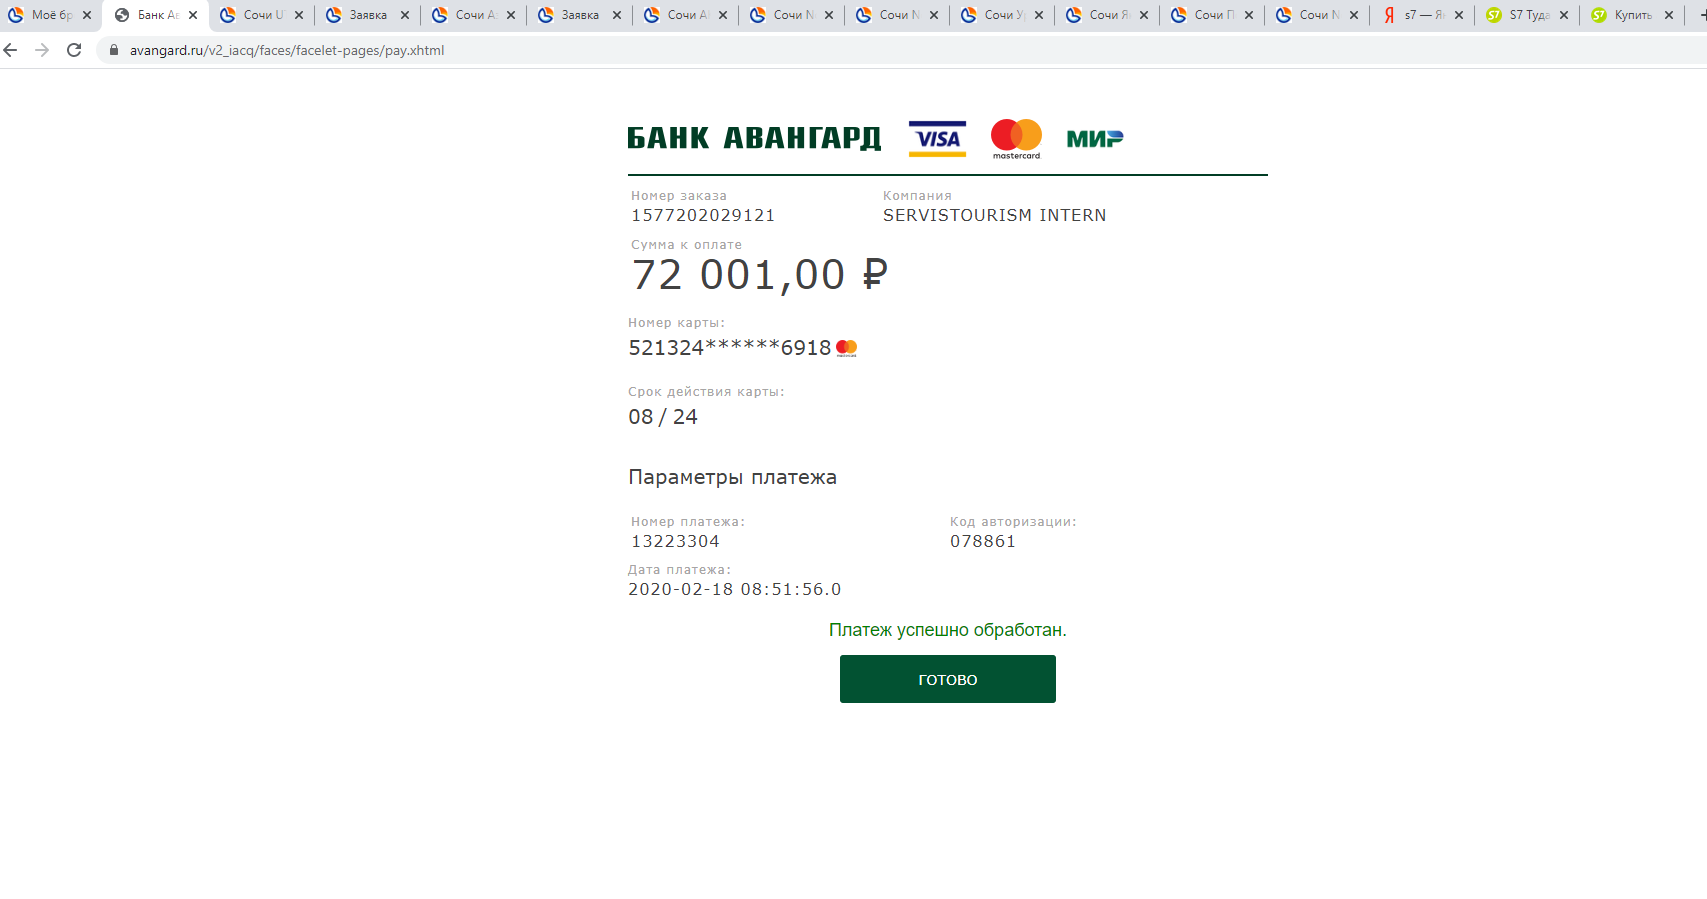 Моё Банк Сочи Заявка Сочи Заявка Сочи Сочи Сочи Сочи Сочи Сочи Сочи s7 — S7 Туда Купить
avangard.ru/v2_iacq/faces/facelet-pages/pay.xhtml
БАНК АВАНГАРД VISA mastercard. МИР
Номер заказа Компания
1577202029121 SERVISTOURISM INTERN
Сумма к оплате
72 001,00 ₽
Номер карты:
521324******6918
Срок действия карты:
08 / 24
Параметры платежа
Номер платежа: Код авторизации:
13223304 078861
Дата платежа:
2020-02-18 08:51:56.0
Платеж успешно обработан.
ГОТОВО